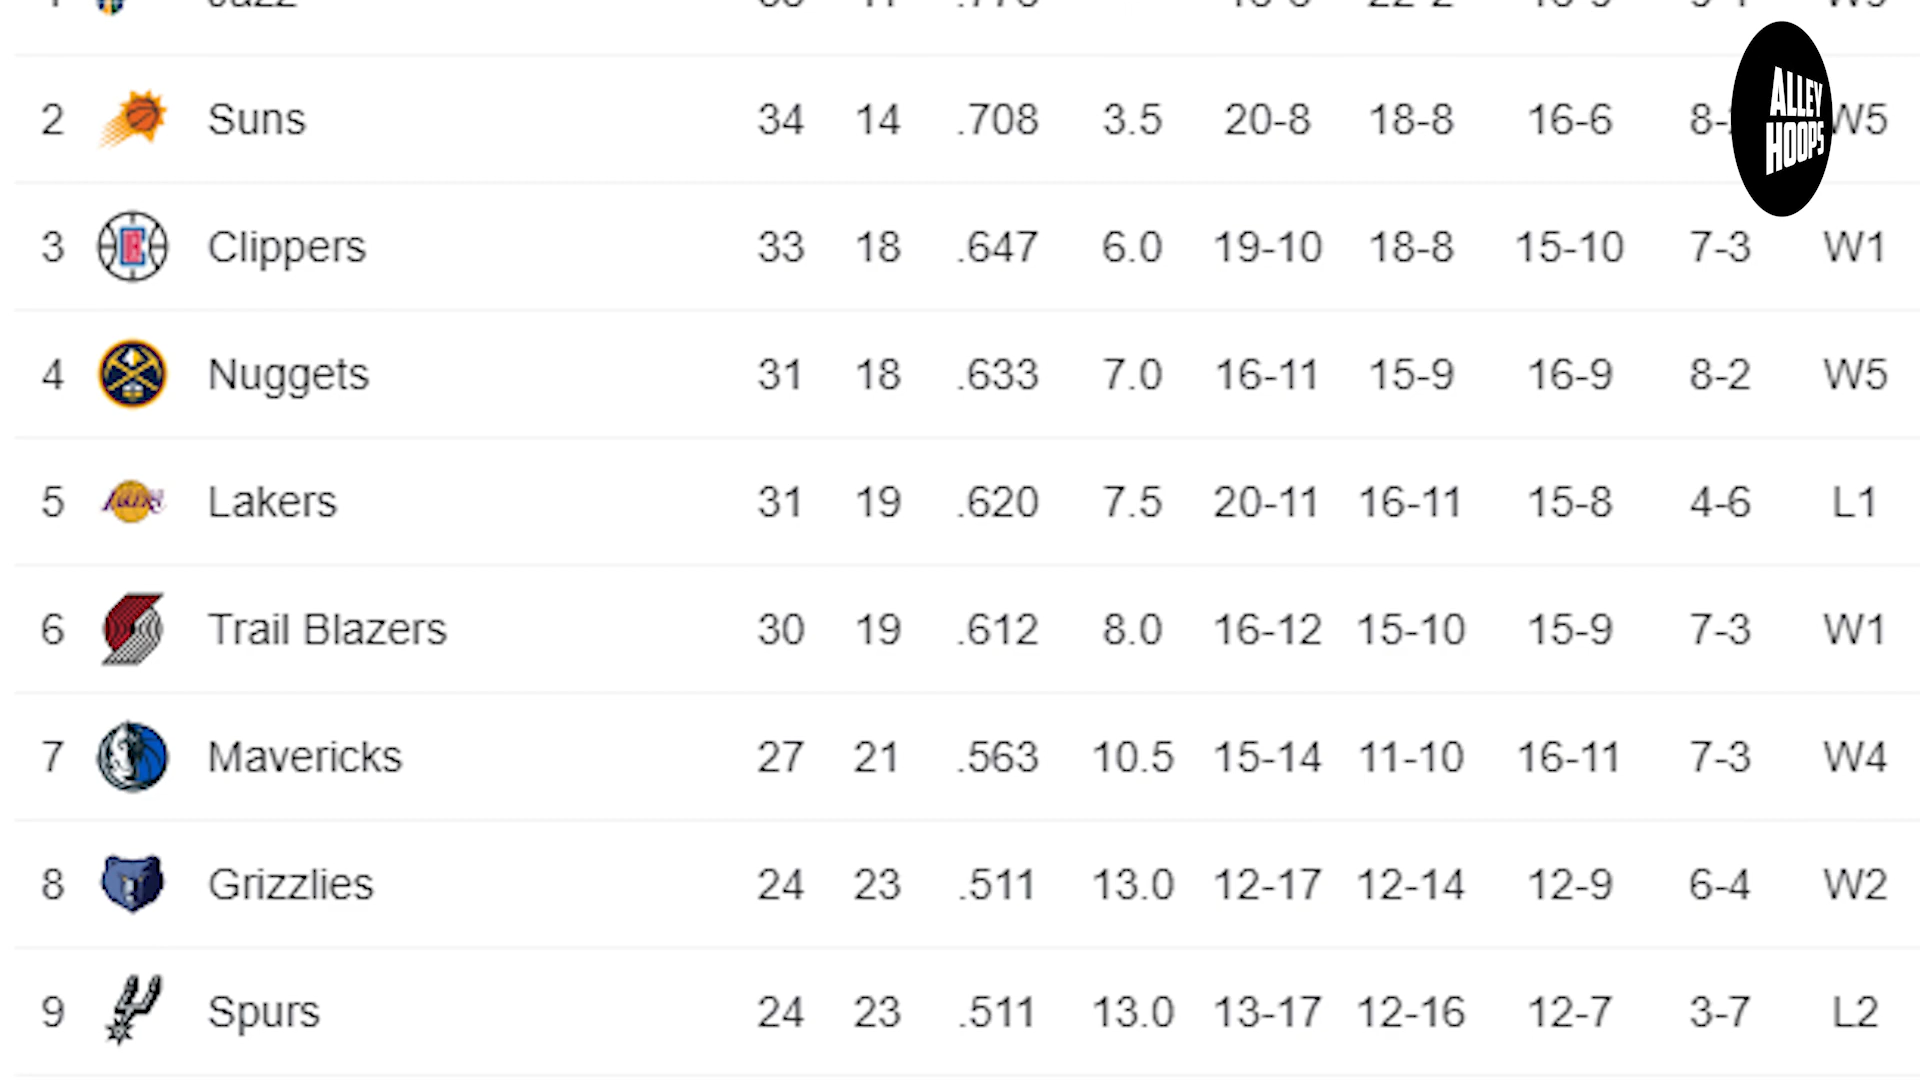 Jazz
2 Suns 34 14 .708 3.5 20-8 18-8 16-6 W5
3 Clippers 33 18 .647 6.0 19-10 18-8 15-10 7-3 W1
4 Nuggets 31 18 .633 7.0 16-11 15-9 16-9 8-2 W5
5 Lakers 31 19 .620 7.5 20-11 16-11 15-8 4-6 L1
6 Trail Blazers 30 19 .612 8.0 16-12 15-10 15-9 7-3 W1
7 Mavericks 27 21 .563 10.5 15-14 11-10 16-11 7-3 W4
8 Grizzlies 24 23 .511 13.0 12-17 12-14 12-9 6-4 W2
9 Spurs 24 23 .511 13.0 13-17 12-16 12-7 3-7 L2
ALLEY
HOOPS